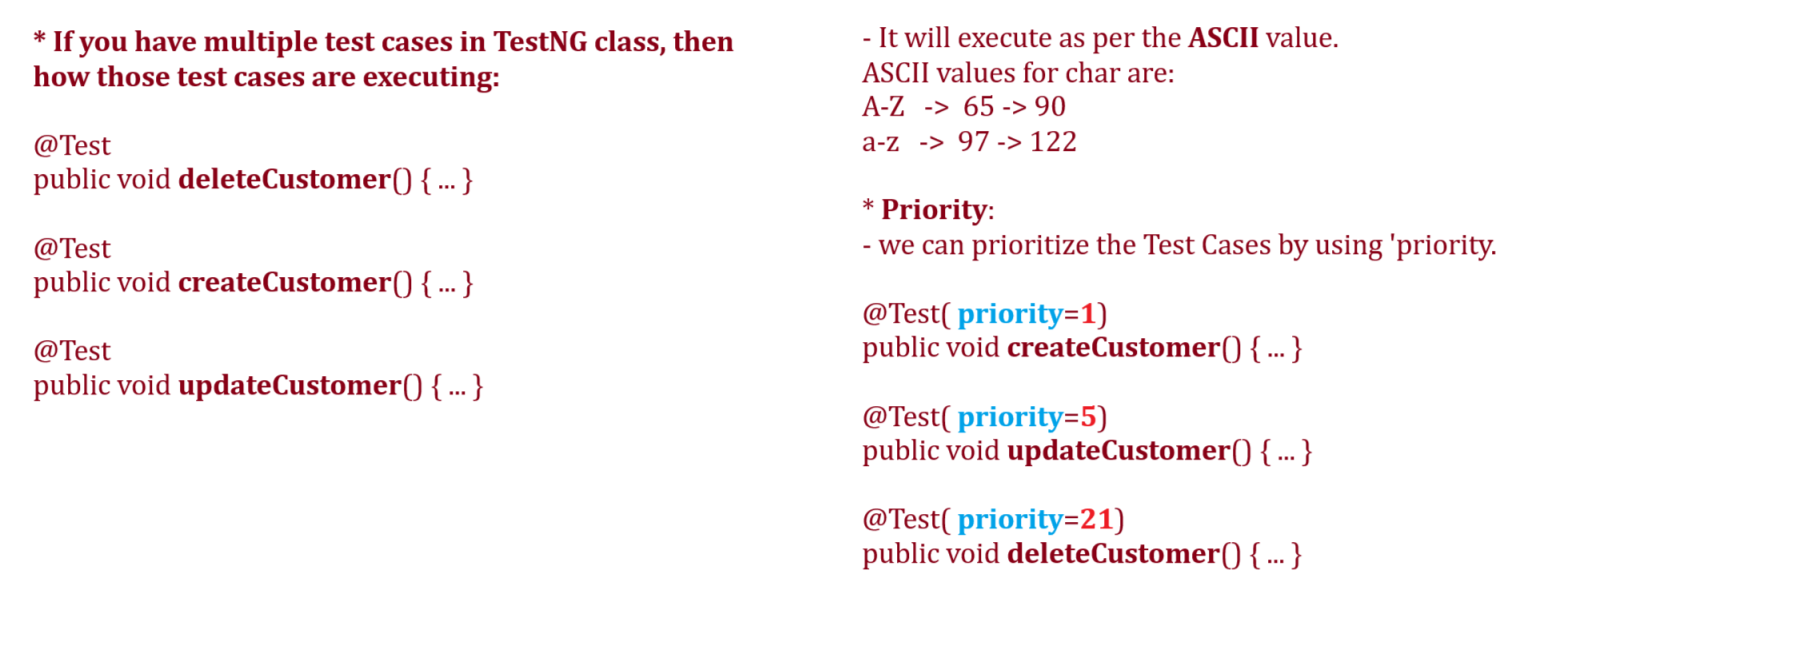 * If you have multiple test cases in TestNG class, then
how those test cases are executing:
@Test
public void deleteCustomer() { ... }
@Test
public void createCustomer() { ... }
@Test
public void updateCustomer() { ... }
- It will execute as per the ASCII value.
ASCII values for char are:
A-Z -> 65 -> 90
a-z -> 97 -> 122
* Priority:
- we can prioritize the Test Cases by using 'priority.
@Test( priority=1)
public void createCustomer() { ... }
@Test( priority=5)
public void updateCustomer() { ... }
@Test( priority=21)
public void deleteCustomer() { ... }